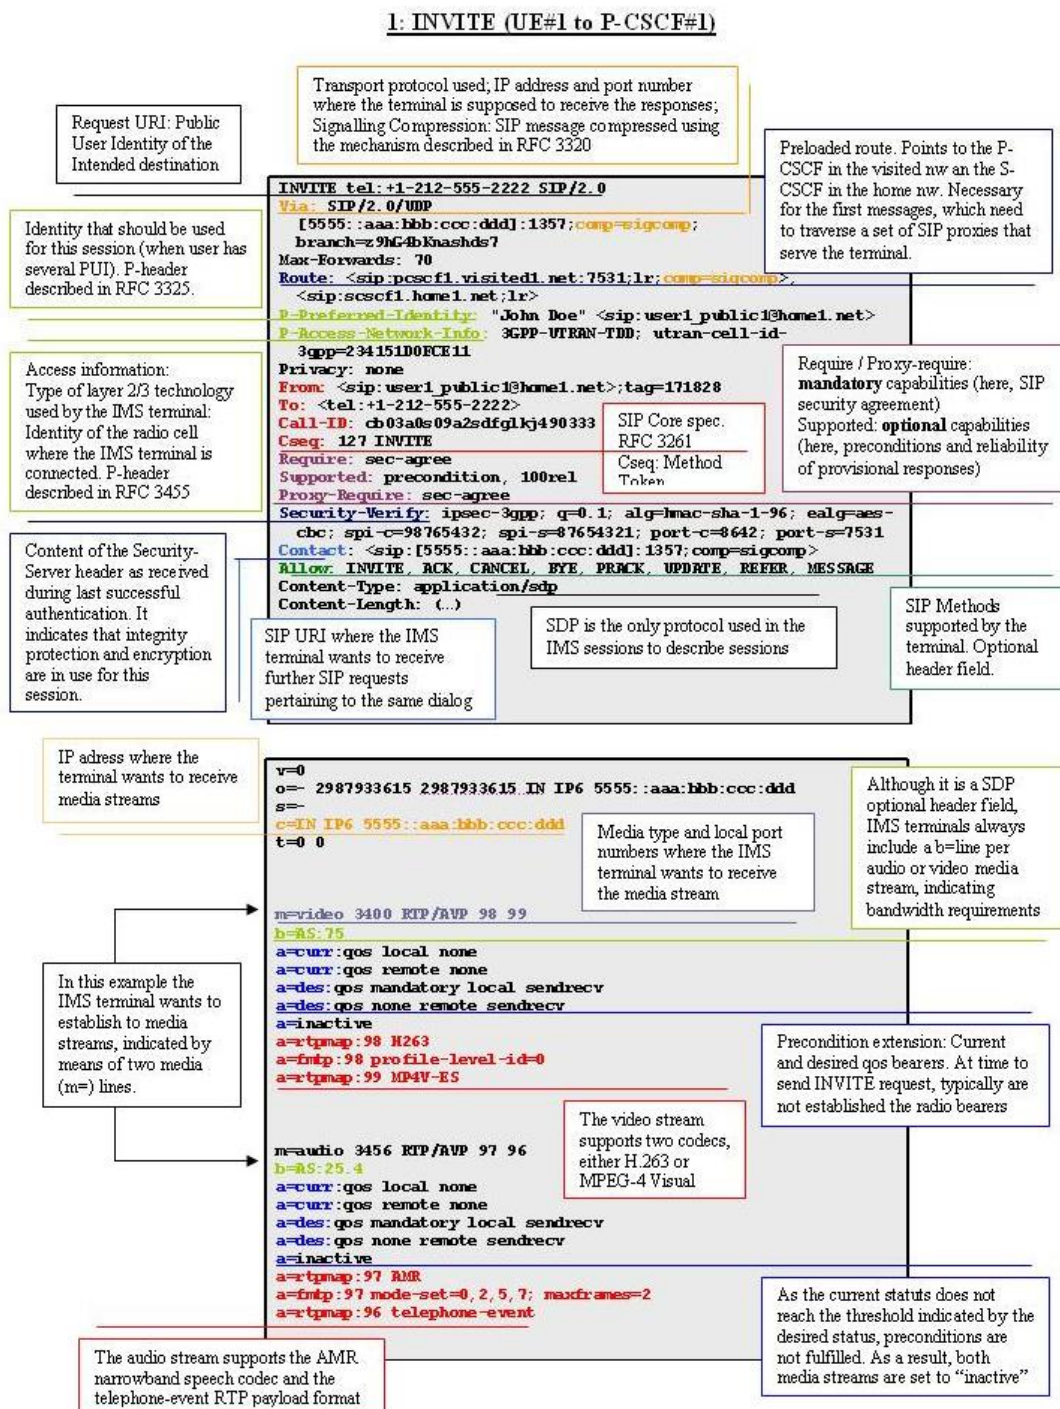 1: INVITE (UE#1 to P-CSCF#1)
Transport protocol used; IP address and port number
where the terminal is supposed to receive the responses;
Signalling Compression: SIP message compressed using
the mechanism described in RFC 3320
Request URI: Public
User Identity of the
Intended destination
Preloaded route. Points to the P-
CSCF in the visited nw an the S-
CSCF in the home nw. Necessary
for the first messages, which need
to traverse a set of SIP proxies that
serve the terminal.
Identity that should be used
for this session (when user has
several PUI). P-header
described in RFC 3325.
Access information:
Type of layer 2/3 technology
used by the IMS terminal:
Identity of the radio cell
where the IMS terminal is
connected. P-header
described in RFC 3455
INVITE tel:+1-212-555-2222 SIP/2.0
Via: SIP/2.0/UDP
[5555::aaa:bbb:ccc:ddd]:1357;comp=sigcomp;
branch=z9hG4bKnashds7
Max-Forwards: 70
Route: <sip:pcscf1.visited1.net:7531;lr;comp=sigcomp>,
<sip:scscf1.home1.net;lr>
P-Preferred-Identity: "John Doe" <sip:user1_public1@home1.net>
P-Access-Network-Info: 3GPP-UTRAN-TDD; utran-cell-id-
3gpp=234151D0FCE11
Privacy: none
From: <sip:user1_public1@home1.net>;tag=171828
To: <tel:+1-212-555-2222>
Call-ID: cb03a0s09a2sdfglkj490333
Cseq: 127 INVITE
Require: sec-agree
Supported: precondition, 100rel
Proxy-Require: sec-agree
Security-Verify: ipsec-3gpp; q=0.1; alg=hmac-sha-1-96; ealg=aes-
cbc; spi-c=98765432; spi-s=87654321; port-c=8642; port-s=7531
Contact: <sip:[5555::aaa:bbb:ccc:ddd]:1357;comp=sigcomp>
Allow: INVITE, ACK, CANCEL, BYE, PRACK, UPDATE, REFER, MESSAGE
Content-Type: application/sdp
Content-Length: (…)
SIP Core spec.
RFC 3261
Cseq: Method
Token
Require / Proxy-require:
mandatory capabilities (here, SIP
security agreement)
Supported: optional capabilities
(here, preconditions and reliability
of provisional responses)
Content of the Security-
Server header as received
during last successful
authentication. It
indicates that integrity
protection and encryption
are in use for this
session.
SIP URI where the IMS
terminal wants to receive
further SIP requests
pertaining to the same dialog
SDP is the only protocol used in the
IMS sessions to describe sessions
SIP Methods
supported by the
terminal. Optional
header field.
IP adress where the
terminal wants to receive
media streams
v=0
o=- 2987933615 2987933615 IN IP6 5555::aaa:bbb:ccc:ddd
s=-
c=IN IP6 5555::aaa:bbb:ccc:ddd
t=0 0
Media type and local port
numbers where the IMS
terminal wants to receive
the media stream
Although it is a SDP
optional header field,
IMS terminals always
include a b=line per
audio or video media
stream, indicating
bandwidth requirements
m=video 3400 RTP/AVP 98 99
b=AS:75
a=curr:qos local none
a=curr:qos remote none
a=des:qos mandatory local sendrecv
a=des:qos none remote sendrecv
a=inactive
a=rtpmap:98 H263
a=fmtp:98 profile-level-id=0
a=rtpmap:99 MP4V-ES
In this example the
IMS terminal wants to
establish to media
streams, indicated by
means of two media
(m=) lines.
Precondition extension: Current
and desired qos bearers. At time to
send INVITE request, typically are
not established the radio bearers
The video stream
supports two codecs,
either H.263 or
MPEG-4 Visual
m=audio 3456 RTP/AVP 97 96
b=AS:25.4
a=curr:qos local none
a=curr:qos remote none
a=des:qos mandatory local sendrecv
a=des:qos none remote sendrecv
a=inactive
a=rtpmap:97 AMR
a=fmtp:97 mode-set=0,2,5,7; maxframes=2
a=rtpmap:96 telephone-event
As the current statuts does not
reach the threshold indicated by the
desired status, preconditions are
not fulfilled. As a result, both
media streams are set to “inactive”
The audio stream supports the AMR
narrowband speech codec and the
telephone-event RTP payload format